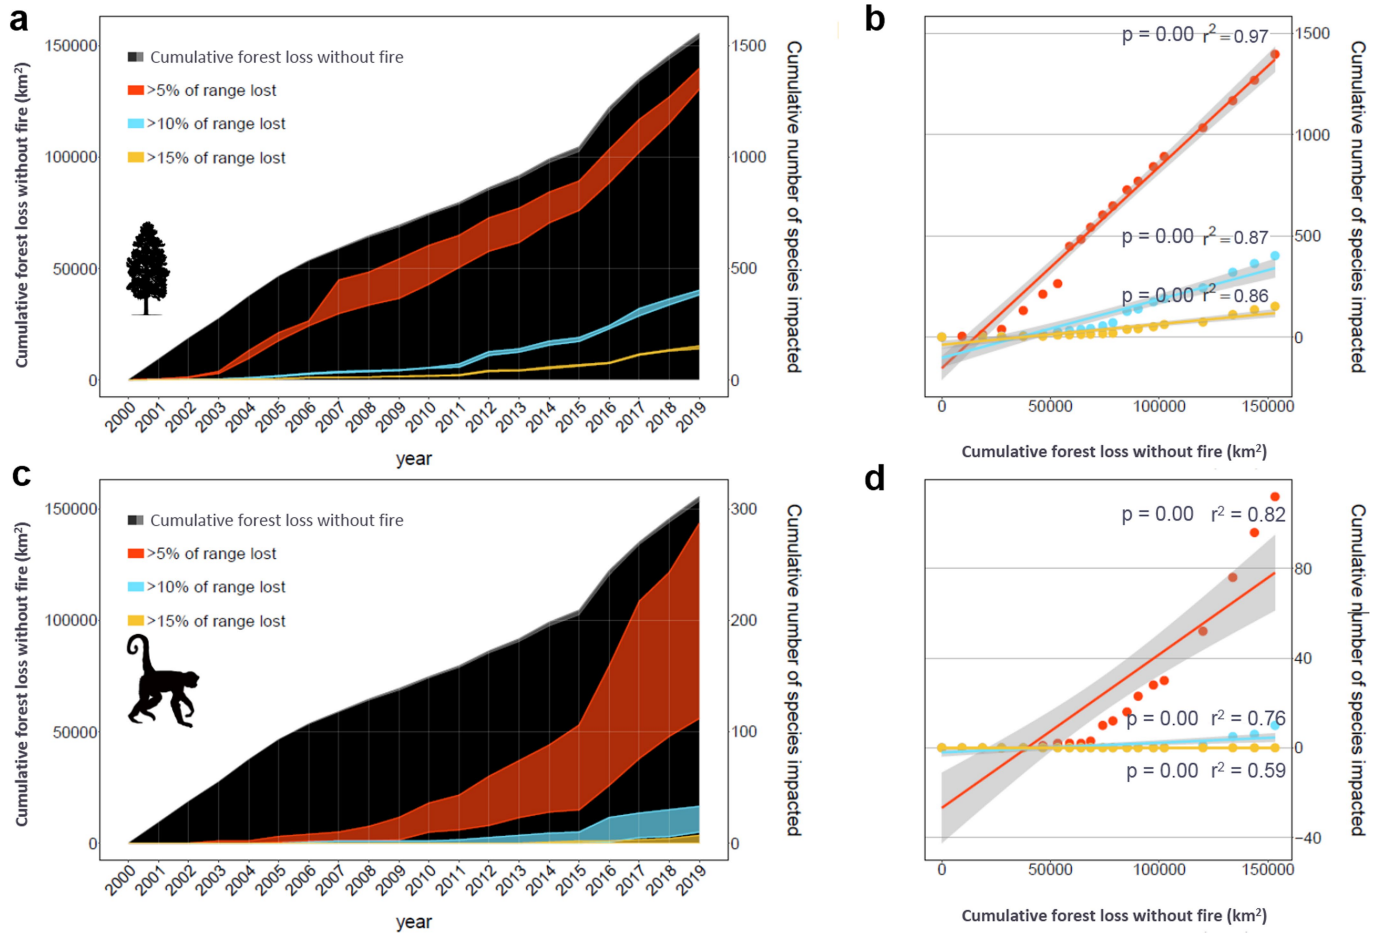 a
Cumulative forest loss without fire (km²)
150000
100000
50000
0
Cumulative forest loss without fire
>5% of range lost
>10% of range lost
>15% of range lost
1500
1000
500
0
Cumulative number of species impacted
2000 2001 2002 2003 2004 2005 2006 2007 2008 2009 2010 2011 2012 2013 2014 2015 2016 2017 2018 2019
year
b
p = 0.00 r² = 0.97
p = 0.00 r² = 0.87
p = 0.00 r² = 0.86
1500
1000
500
0
Cumulative number of species impacted
0 50000 100000 150000
Cumulative forest loss without fire (km²)
c
Cumulative forest loss without fire (km²)
150000
100000
50000
0
Cumulative forest loss without fire
>5% of range lost
>10% of range lost
>15% of range lost
300
200
100
0
Cumulative number of species impacted
2000 2001 2002 2003 2004 2005 2006 2007 2008 2009 2010 2011 2012 2013 2014 2015 2016 2017 2018 2019
year
d
p = 0.00 r² = 0.82
p = 0.00 r² = 0.76
p = 0.00 r² = 0.59
80
40
0
−40
Cumulative number of species impacted
0 50000 100000 150000
Cumulative forest loss without fire (km²)